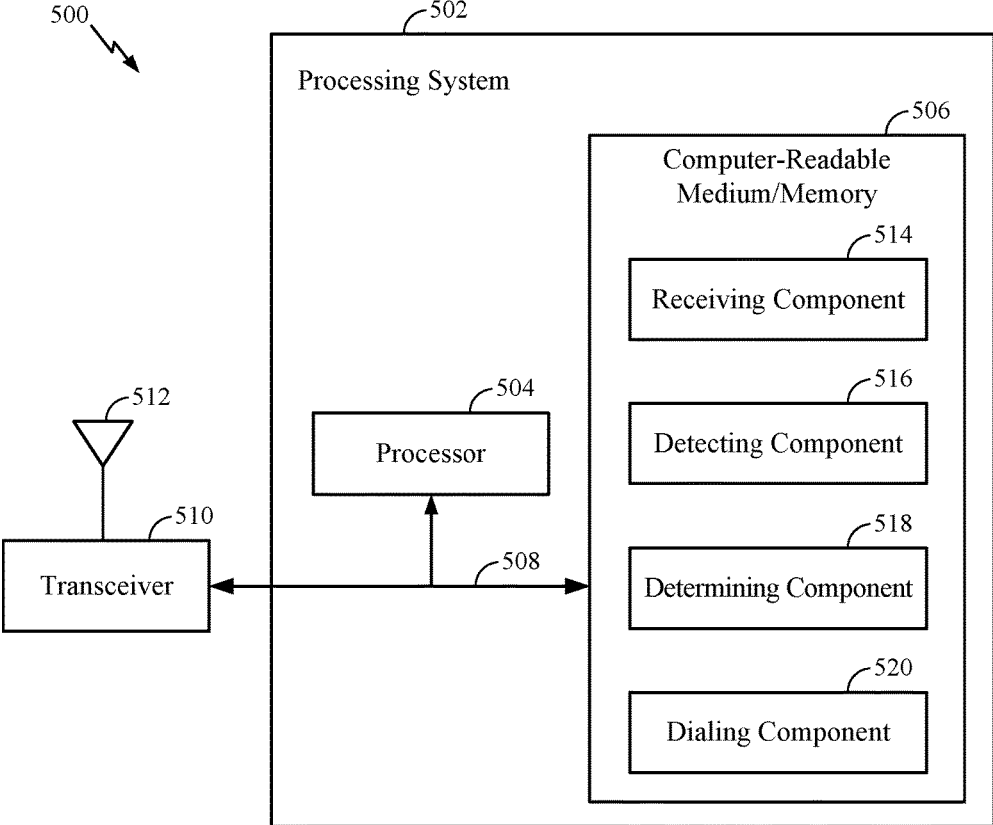 500
502
Processing System
506
Computer-Readable
Medium/Memory
514
Receiving Component
516
Detecting Component
512
504
Processor
518
Determining Component
510
Transceiver
508
520
Dialing Component